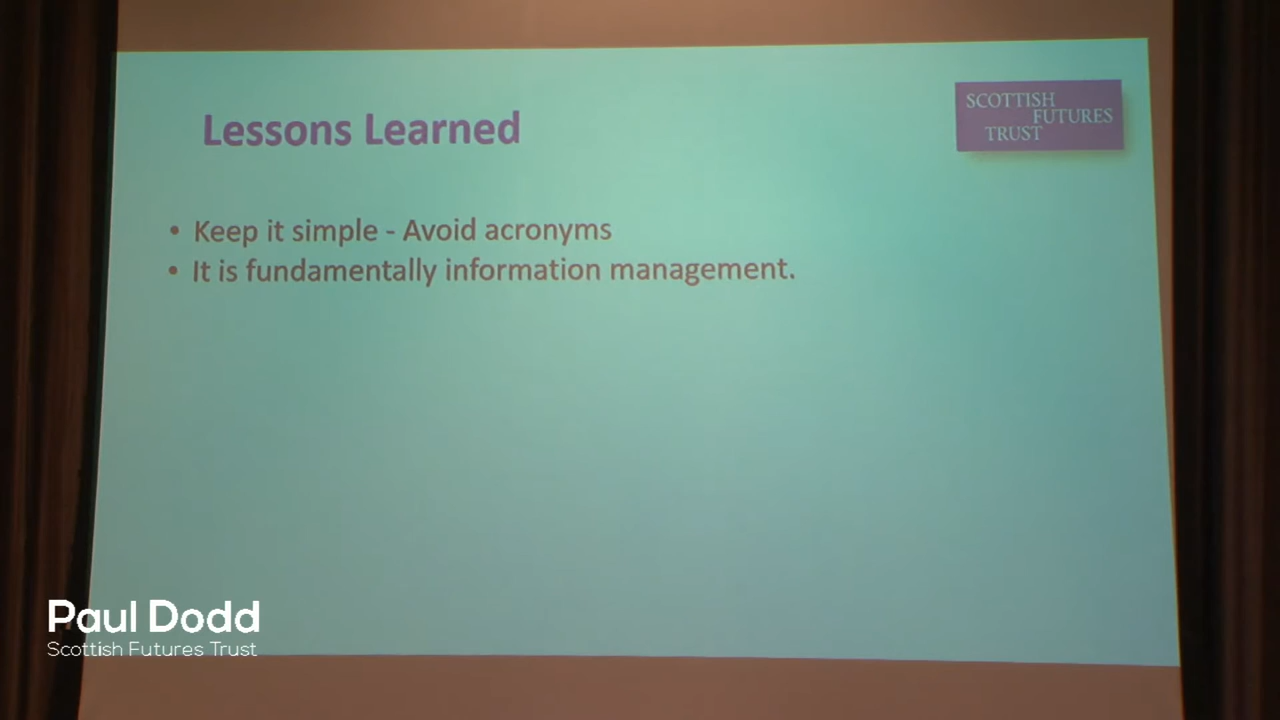 Lessons Learned
SCOTTISH
FUTURES
TRUST
• Keep it simple - Avoid acronyms
• It is fundamentally information management.
Paul Dodd
Scottish Futures Trust